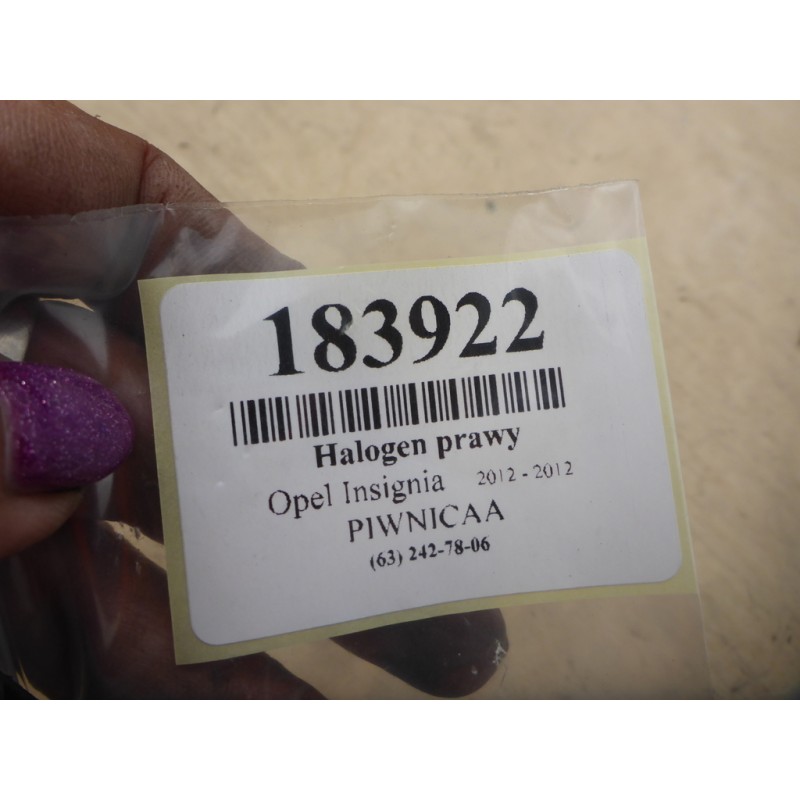 183922
Halogen prawy
Opel Insignia 2012 - 2012
PIWNICAA
(63) 242-78-06